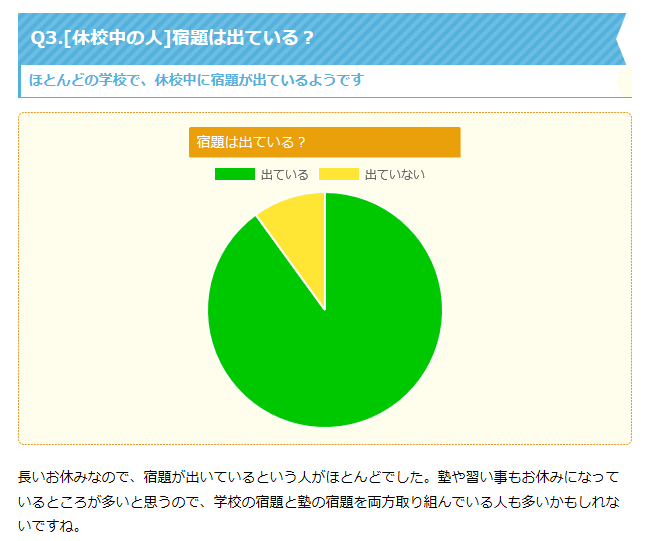 Q3.[休校中の人]宿題は出ている？
ほとんどの学校で、休校中に宿題が出ているようです
宿題は出ている？
出ている 出ていない
長いお休みなので、宿題が出いているという人がほとんどでした。塾や習い事もお休みになって
いるところが多いと思うので、学校の宿題と塾の宿題を両方取り組んでいる人も多いかもしれな
いですね。